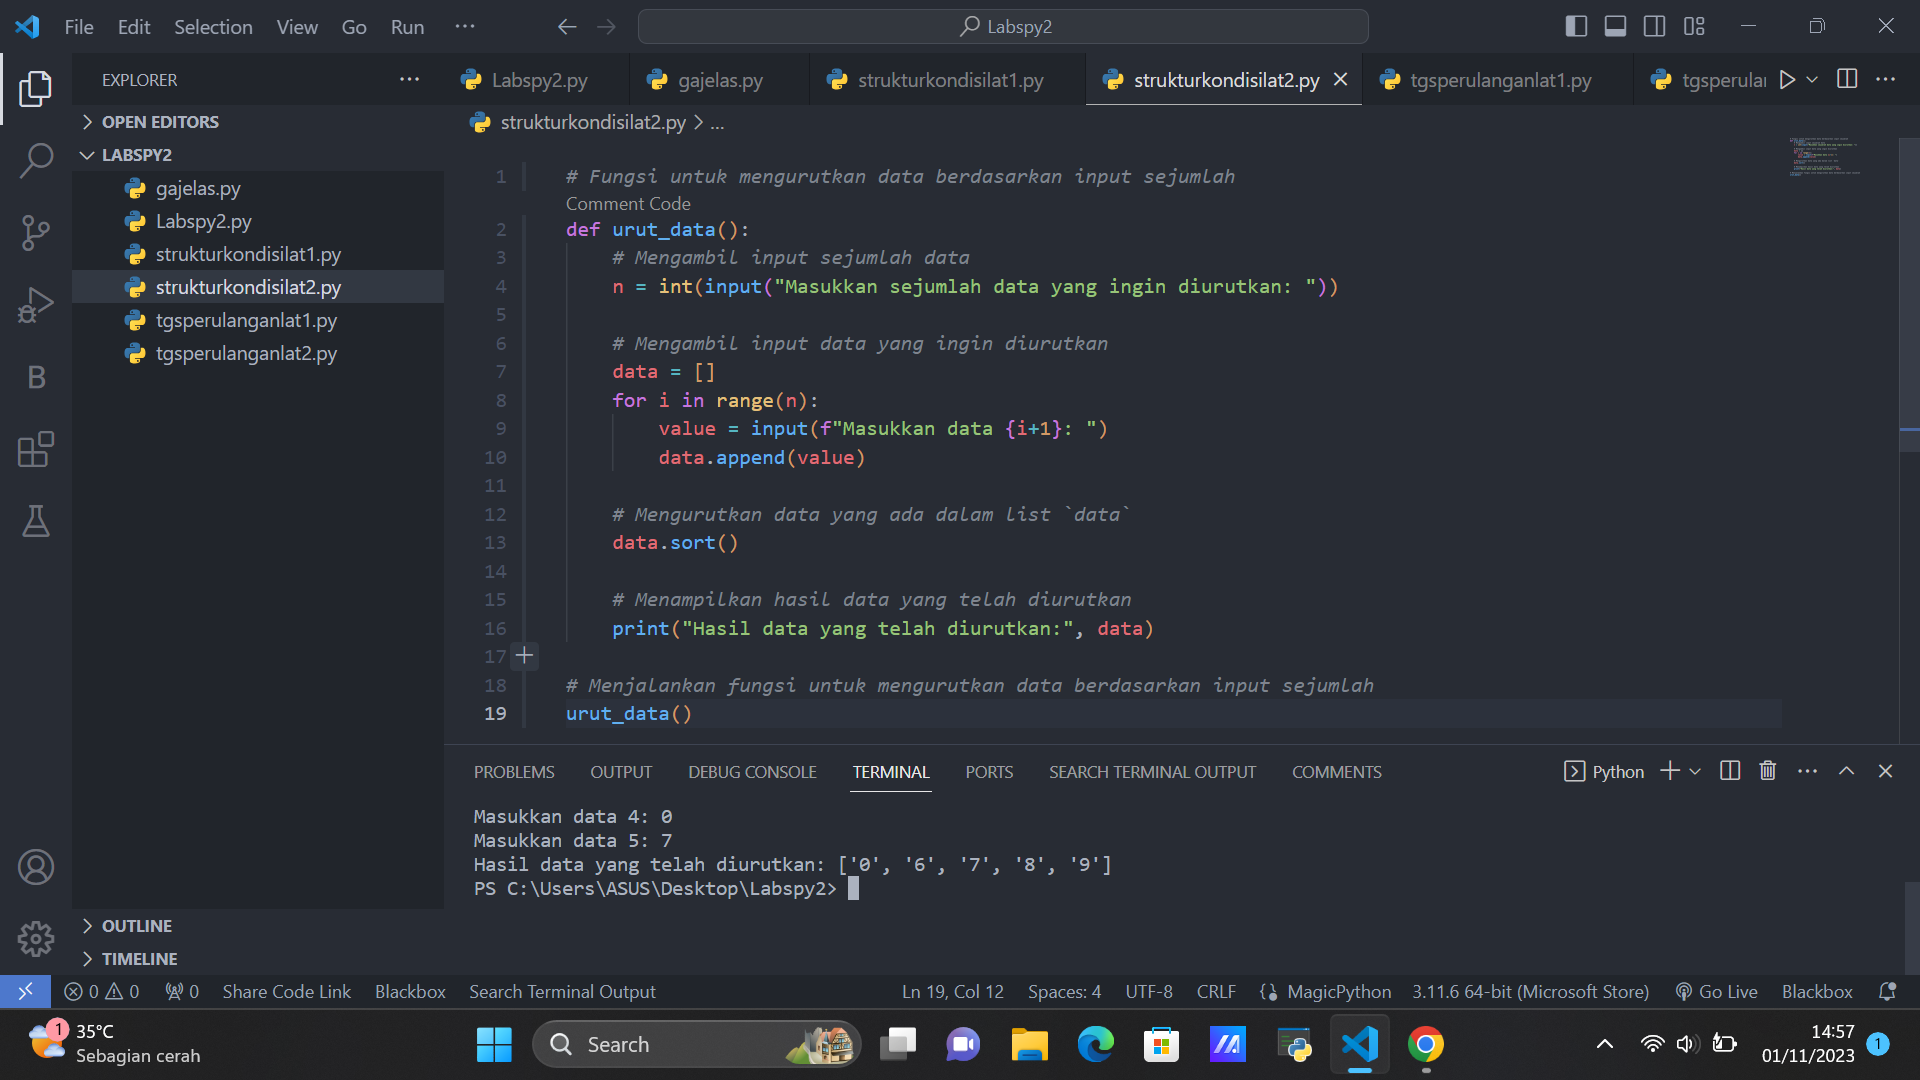 File Edit Selection View Go Run ...
Labspy2
EXPLORER
Labspy2.py gajelas.py strukturkondisilat1.py strukturkondisilat2.py tgsperulanganlat1.py tgsperula
OPEN EDITORS
strukturkondisilat2.py > ...
LABSPY2
gajelas.py
Labspy2.py
strukturkondisilat1.py
strukturkondisilat2.py
tgsperulanganlat1.py
tgsperulanganlat2.py
B
OUTLINE
TIMELINE
1 # Fungsi untuk mengurutkan data berdasarkan input sejumlah
Comment Code
2 def urut_data():
3 # Mengambil input sejumlah data
4 n = int(input("Masukkan sejumlah data yang ingin diurutkan: "))
5
6 # Mengambil input data yang ingin diurutkan
7 data = []
8 for i in range(n):
9 value = input(f"Masukkan data {i+1}: ")
10 data.append(value)
11
12 # Mengurutkan data yang ada dalam list `data`
13 data.sort()
14
15 # Menampilkan hasil data yang telah diurutkan
16 print("Hasil data yang telah diurutkan:", data)
17
18 # Menjalankan fungsi untuk mengurutkan data berdasarkan input sejumlah
19 urut_data()
PROBLEMS OUTPUT DEBUG CONSOLE TERMINAL PORTS SEARCH TERMINAL OUTPUT COMMENTS Python
Masukkan data 4: 0
Masukkan data 5: 7
Hasil data yang telah diurutkan: ['0', '6', '7', '8', '9']
PS C:\Users\ASUS\Desktop\Labspy2>
0 0 0 Share Code Link Blackbox Search Terminal Output Ln 19, Col 12 Spaces: 4 UTF-8 CRLF MagicPython 3.11.6 64-bit (Microsoft Store) Go Live Blackbox
1 35°C
Sebagian cerah
Search
14:57
01/11/2023
1